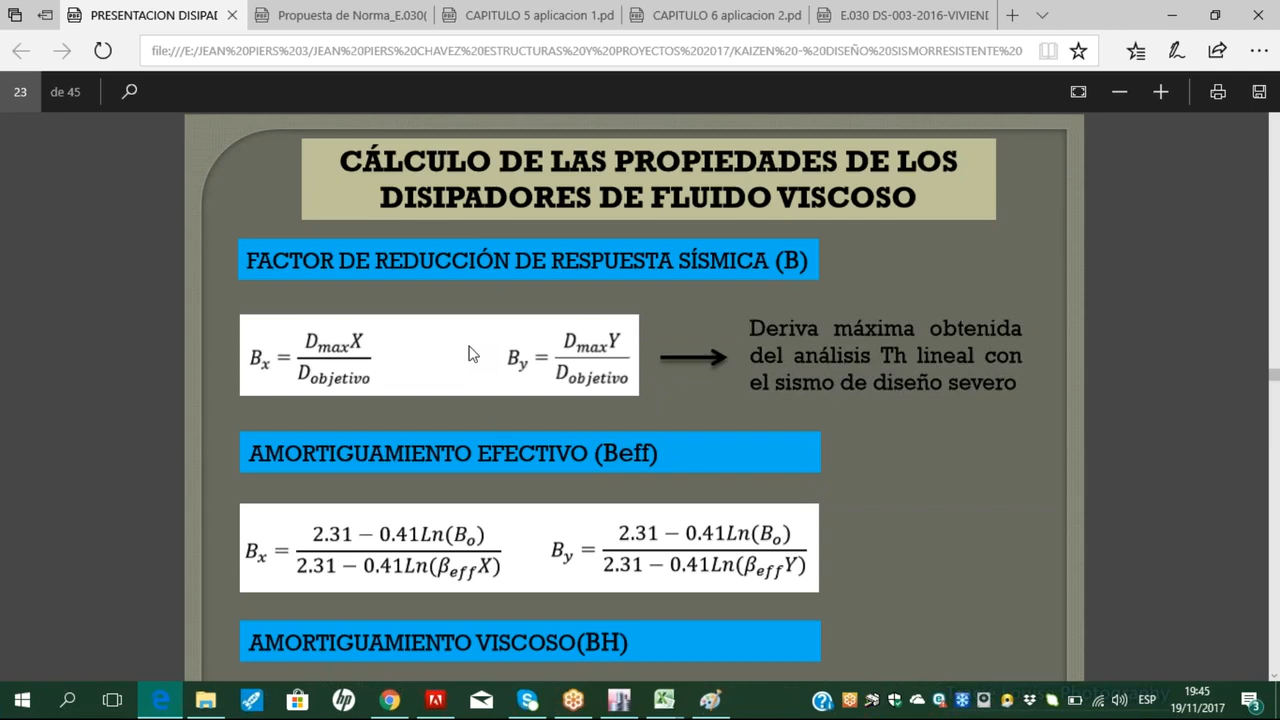 PRESENTACION DISIPAD
Propuesta de Norma_E.030(
CAPITULO 5 aplicacion 1.pd
CAPITULO 6 aplicacion 2.pd
E.030 DS-003-2016-VIVIEND
file:///E:/JEAN%20PIERS%203/JEAN%20PIERS%20CHAVEZ%20ESTRUCTURAS%20Y%20PROYECTOS%202017/KAIZEN%20-%20DISEÑO%20SISMORRESISTENTE%20
23 de 45
CÁLCULO DE LAS PROPIEDADES DE LOS
DISIPADORES DE FLUIDO VISCOSO
FACTOR DE REDUCCIÓN DE RESPUESTA SÍSMICA (B)
B_x = D_max X / D_objetivo
B_y = D_max Y / D_objetivo
Deriva máxima obtenida
del análisis Th lineal con
el sismo de diseño severo
AMORTIGUAMIENTO EFECTIVO (Beff)
B_x = 2.31 − 0.41Ln(B_o) / 2.31 − 0.41Ln(β_eff X)
B_y = 2.31 − 0.41Ln(B_o) / 2.31 − 0.41Ln(β_eff Y)
AMORTIGUAMIENTO VISCOSO(BH)
ESP
19:45
19/11/2017
3